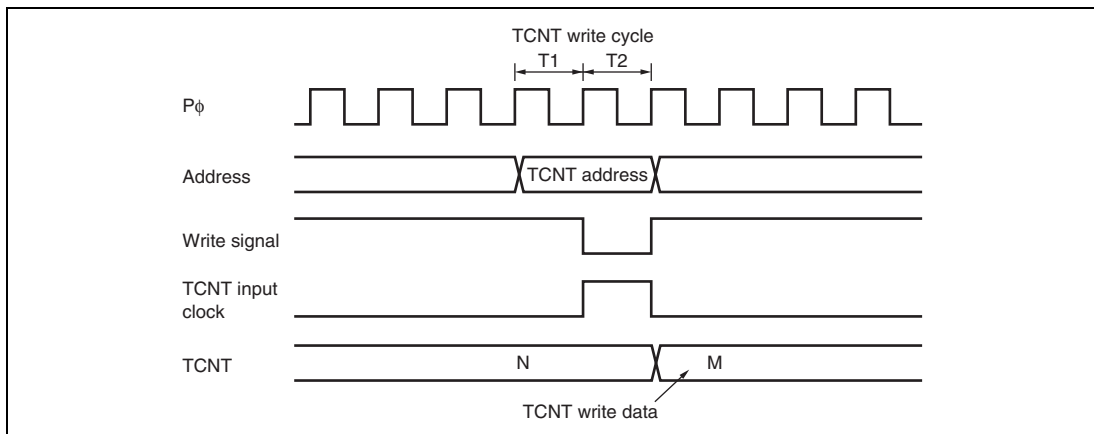 TCNT write cycle
T1 T2
Pϕ
Address TCNT address
Write signal
TCNT input
clock
TCNT N M
TCNT write data